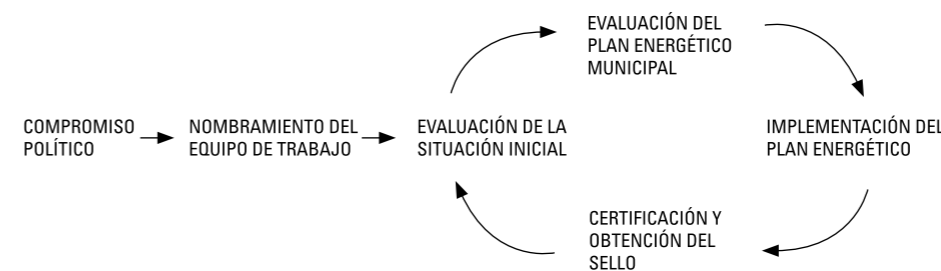 COMPROMISO
POLÍTICO
NOMBRAMIENTO DEL
EQUIPO DE TRABAJO
EVALUACIÓN DE LA
SITUACIÓN INICIAL
EVALUACIÓN DEL
PLAN ENERGÉTICO
MUNICIPAL
IMPLEMENTACIÓN DEL
PLAN ENERGÉTICO
CERTIFICACIÓN Y
OBTENCIÓN DEL
SELLO